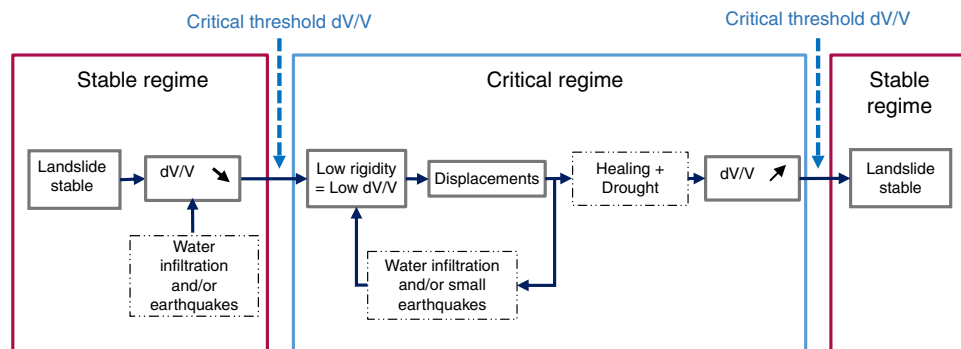 Critical threshold dV/V
Critical threshold dV/V
Stable regime
Critical regime
Stable
regime
Landslide
stable
dV/V
Low rigidity
= Low dV/V
Displacements
Healing +
Drought
dV/V
Landslide
stable
Water
infiltration
and/or
earthquakes
Water infiltration
and/or small
earthquakes